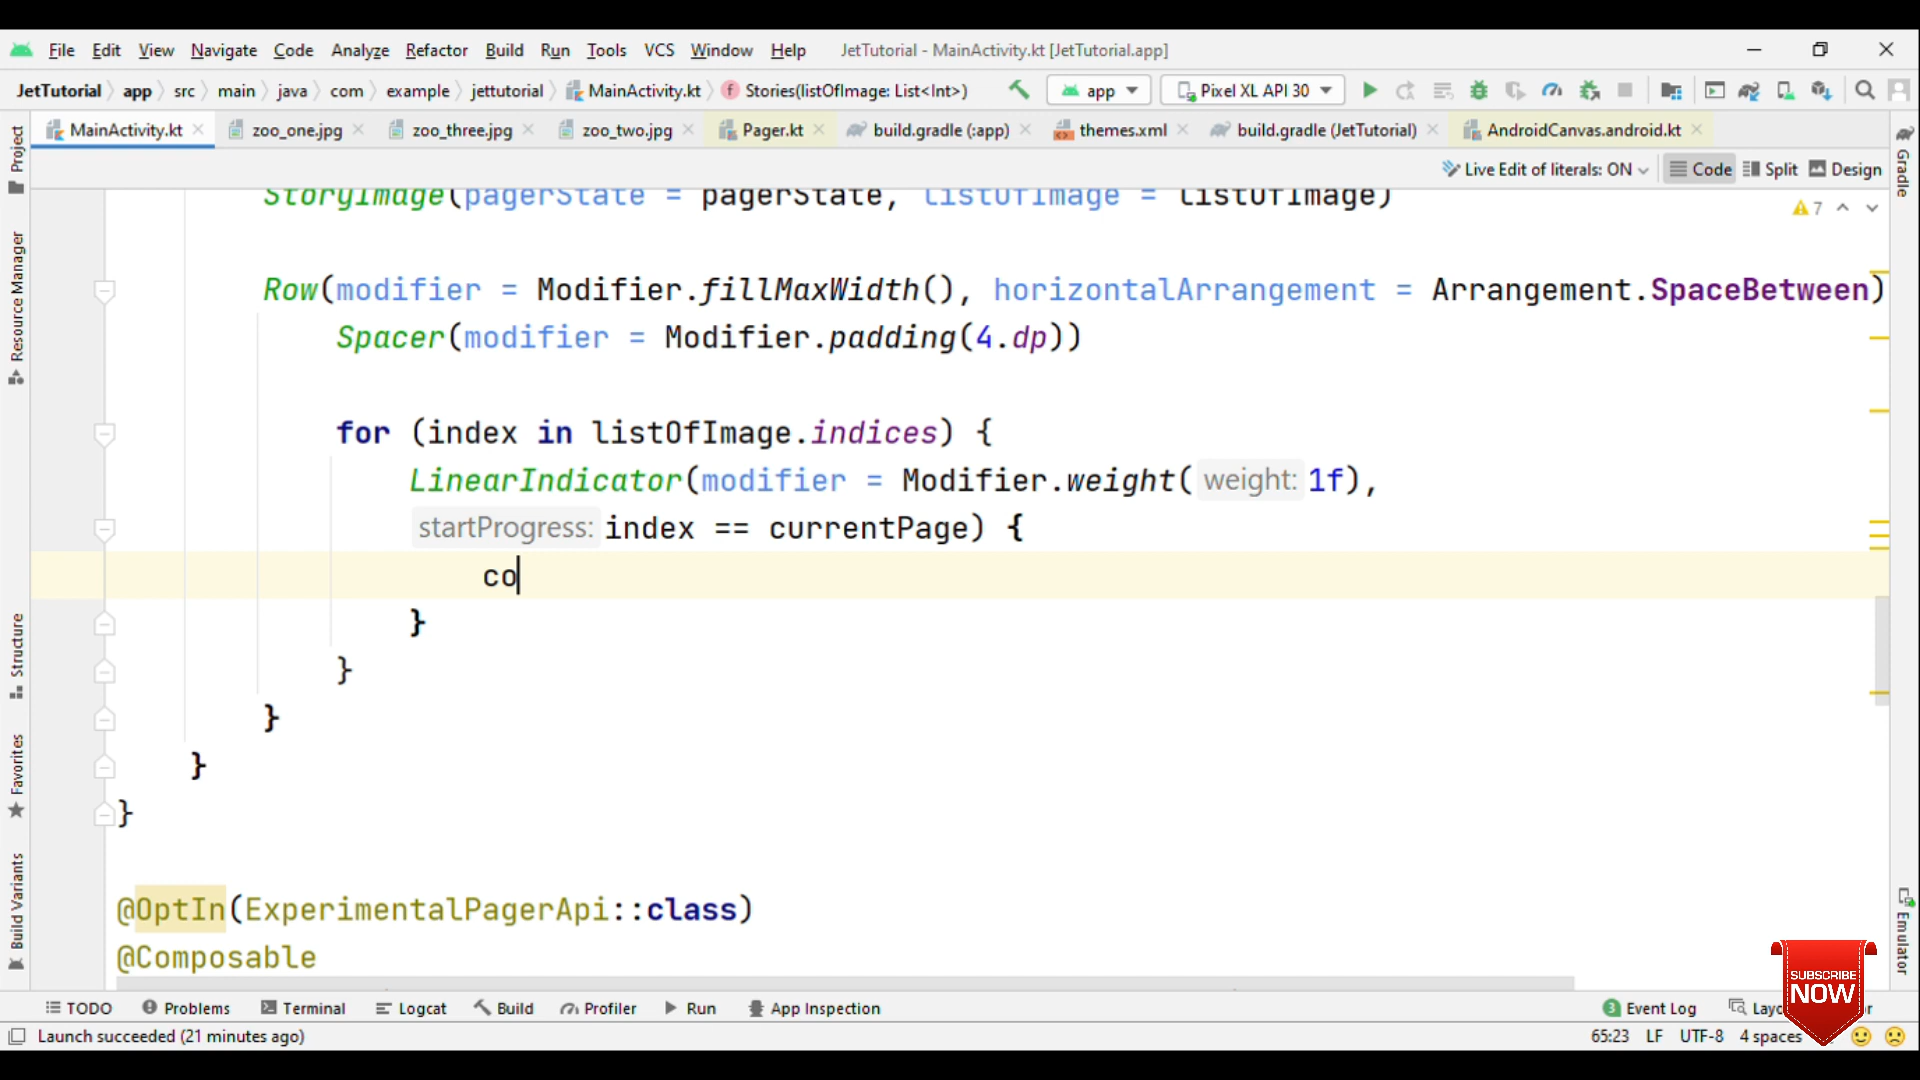 File Edit View Navigate Code Analyze Refactor Build Run Tools VCS Window Help JetTutorial - MainActivity.kt [JetTutorial.app]
JetTutorial app src main java com example jettutorial MainActivity.kt Stories(listOfImage: List<Int>) app Pixel XL API 30
MainActivity.kt zoo_one.jpg zoo_three.jpg zoo_two.jpg Pager.kt build.gradle (:app) themes.xml build.gradle (JetTutorial) AndroidCanvas.android.kt
Live Edit of literals: ON Code Split Design
StoryImage(pagerState = pagerState, listOfImage = listOfImage)
7
Row(modifier = Modifier.fillMaxWidth(), horizontalArrangement = Arrangement.SpaceBetween)
Spacer(modifier = Modifier.padding(4.dp))
for (index in listOfImage.indices) {
LinearIndicator(modifier = Modifier.weight( weight: 1f),
startProgress: index == currentPage) {
co
}
}
}
}
}
@OptIn(ExperimentalPagerApi::class)
@Composable
Project
Resource Manager
Structure
Favorites
Build Variants
Gradle
Emulator
SUBSCRIBE
NOW
TODO Problems Terminal Logcat Build Profiler Run App Inspection 3 Event Log
Launch succeeded (21 minutes ago) 65:23 LF UTF-8 4 spaces